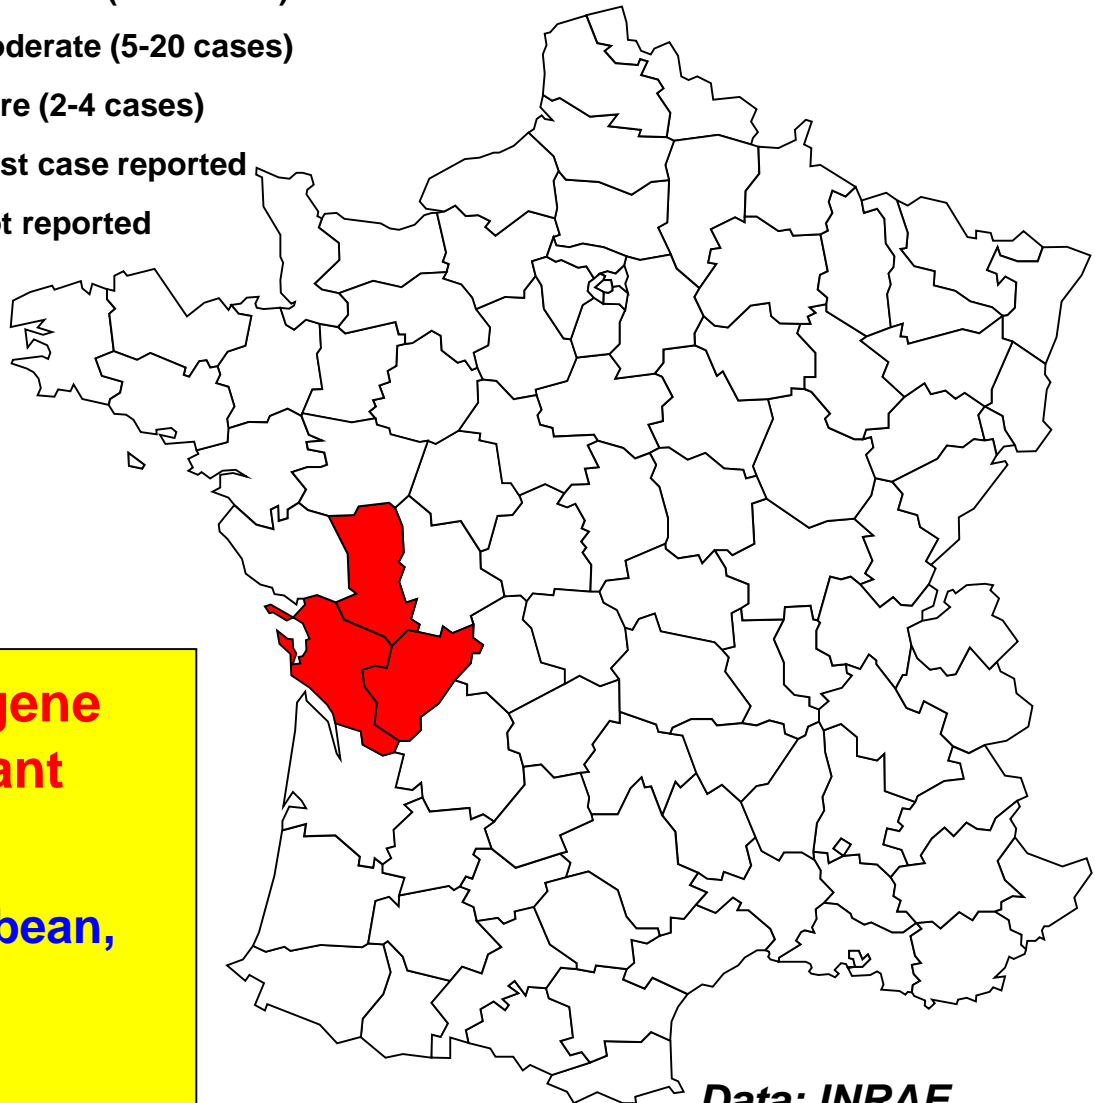 oderate (5-20 cases)
re (2-4 cases)
st case reported
t reported
gene
ant
bean,
Data: INRAE